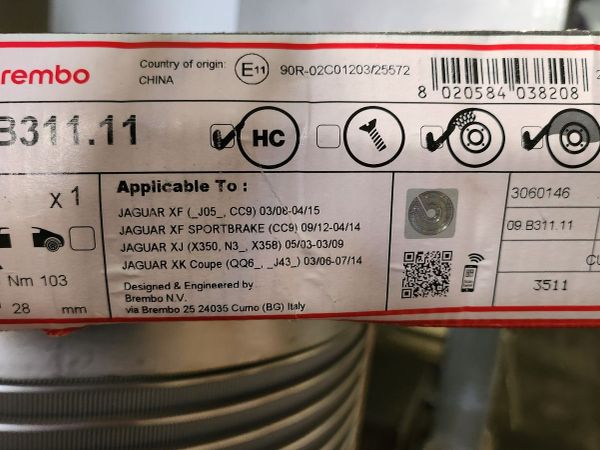 rembo
Country of origin:
CHINA
E11
90R-02C01203/25572
8 020584 038208
B311.11
HC
x 1
Nm 103
28 mm
Applicable To :
JAGUAR XF (_J05_, CC9) 03/08-04/15
JAGUAR XF SPORTBRAKE (CC9) 09/12-04/14
JAGUAR XJ (X350, N3_, X358) 05/03-03/09
JAGUAR XK Coupe (QQ6_, _J43_) 03/06-07/14
Designed & Engineered by
Brembo N.V.
via Brembo 25 24035 Curno (BG) Italy
3060146
09.B311.11
CU
3511